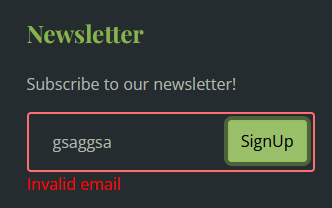 Newsletter
Subscribe to our newsletter!
gsaggsa SignUp
Invalid email